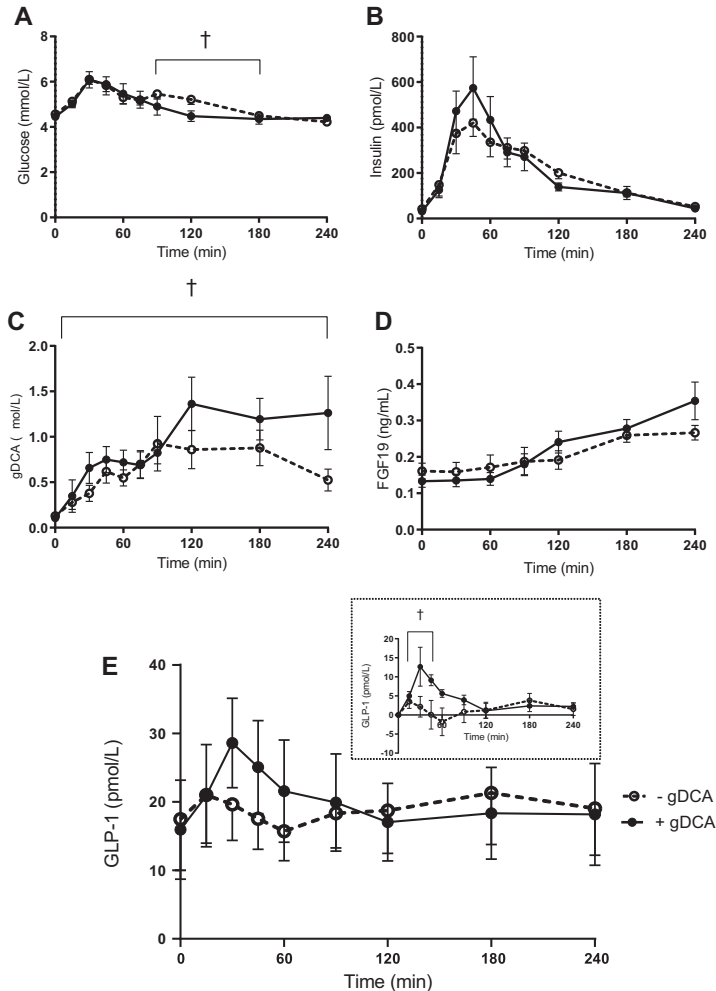 A
†
Glucose (mmol/L)
8
6
4
2
0
0 60 120 180 240
Time (min)
B
Insulin (pmol/L)
800
600
400
200
0
0 60 120 180 240
Time (min)
C
†
gDCA ( mol/L)
2.0
1.5
1.0
0.5
0.0
0 60 120 180 240
Time (min)
D
FGF19 (ng/mL)
0.5
0.4
0.3
0.2
0.1
0.0
0 60 120 180 240
Time (min)
E
GLP-1 (pmol/L)
40
30
20
10
0
0 60 120 180 240
Time (min)
†
GLP-1 (pmol/L)
20
15
10
5
0
-5
-10
60 120 180 240
Time (min)
- gDCA
+ gDCA